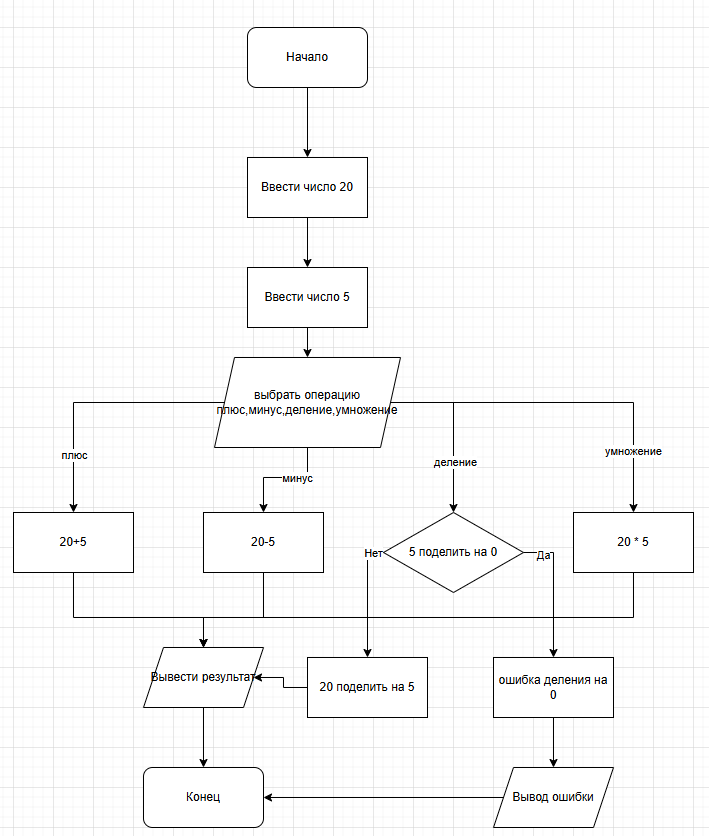 Начало
Ввести число 20
Ввести число 5
выбрать операцию
плюс,минус,деление,умножение
плюс
минус
деление
умножение
20+5
20-5
5 поделить на 0
20 * 5
Нет
Да
Вывести результат
20 поделить на 5
ошибка деления на
0
Конец
Вывод ошибки